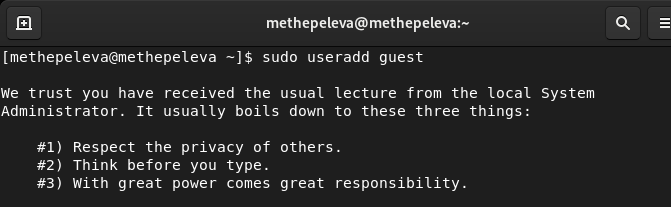 methepeleva@methepeleva:~
[methepeleva@methepeleva ~]$ sudo useradd guest
We trust you have received the usual lecture from the local System
Administrator. It usually boils down to these three things:
#1) Respect the privacy of others.
#2) Think before you type.
#3) With great power comes great responsibility.